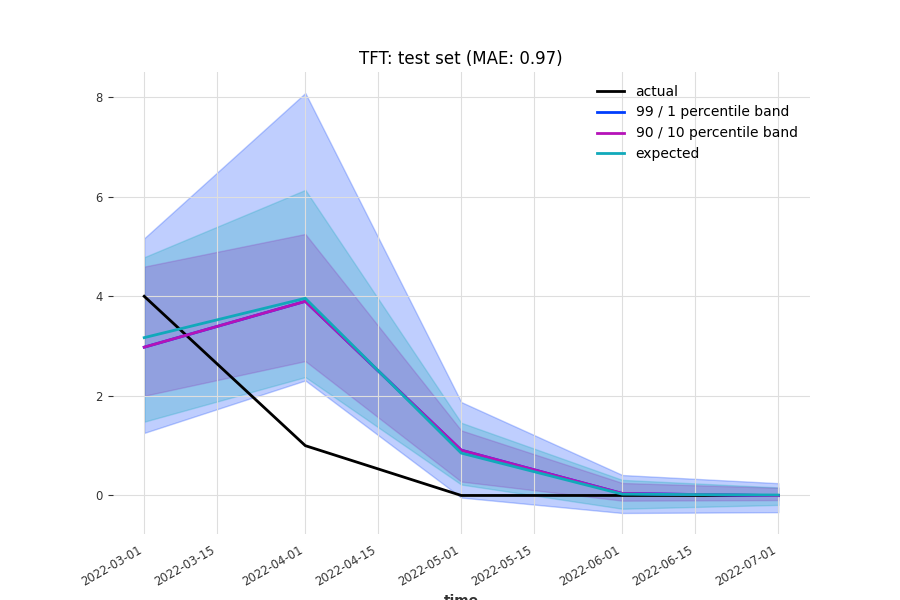 TFT: test set (MAE: 0.97)
actual
99 / 1 percentile band
90 / 10 percentile band
expected
8
6
4
2
0
2022-03-01
2022-03-15
2022-04-01
2022-04-15
2022-05-01
2022-05-15
2022-06-01
2022-06-15
2022-07-01
time